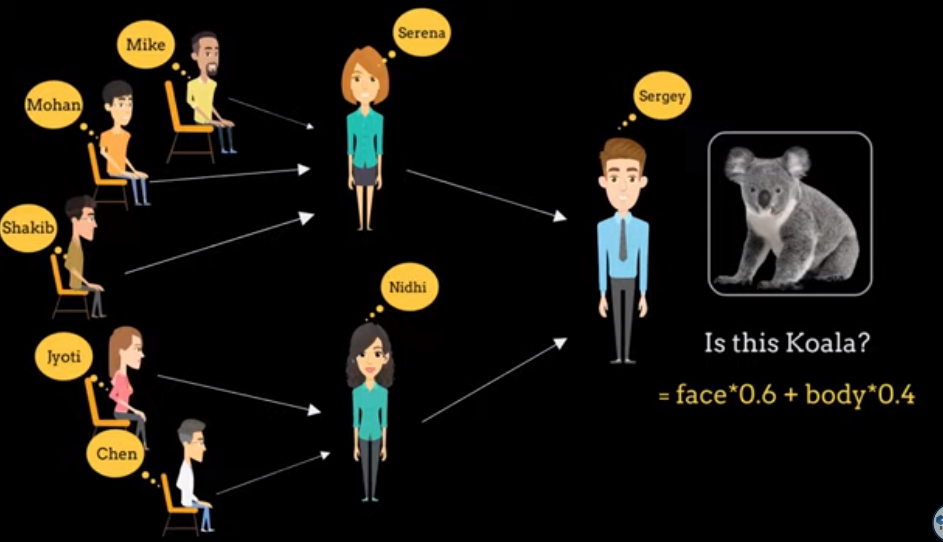 Mike
Serena
Mohan
Sergey
Shakib
Nidhi
Jyoti
Chen
Is this Koala?
= face*0.6 + body*0.4